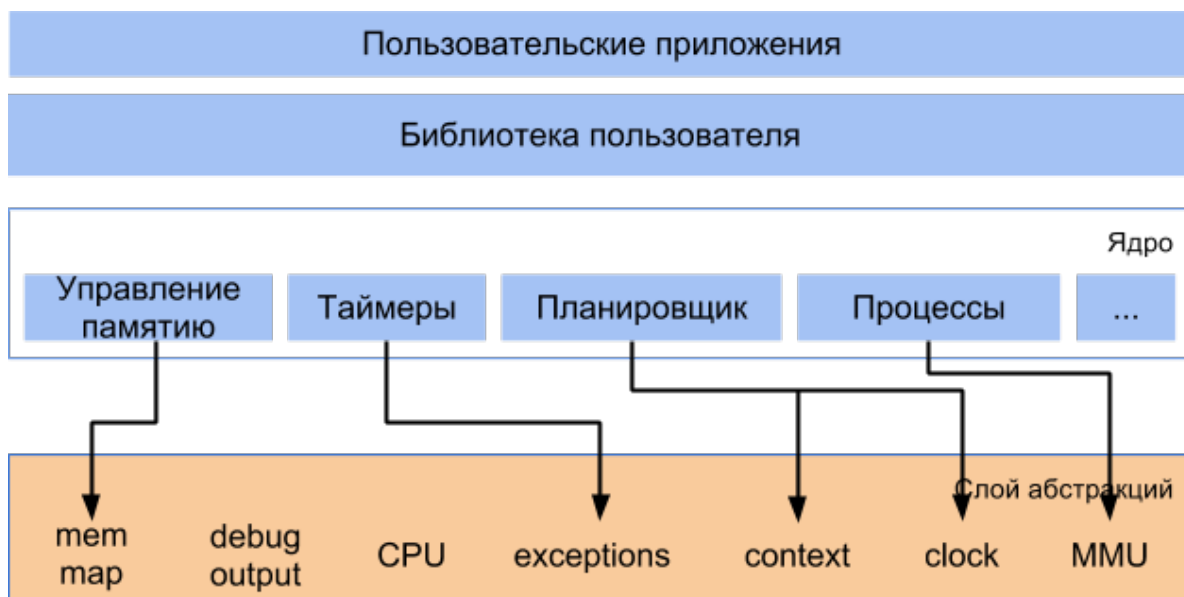 Пользовательские приложения
Библиотека пользователя
Ядро
Управление
памятию
Таймеры
Планировщик
Процессы
...
Слой абстракций
mem
map
debug
output
CPU
exceptions
context
clock
MMU